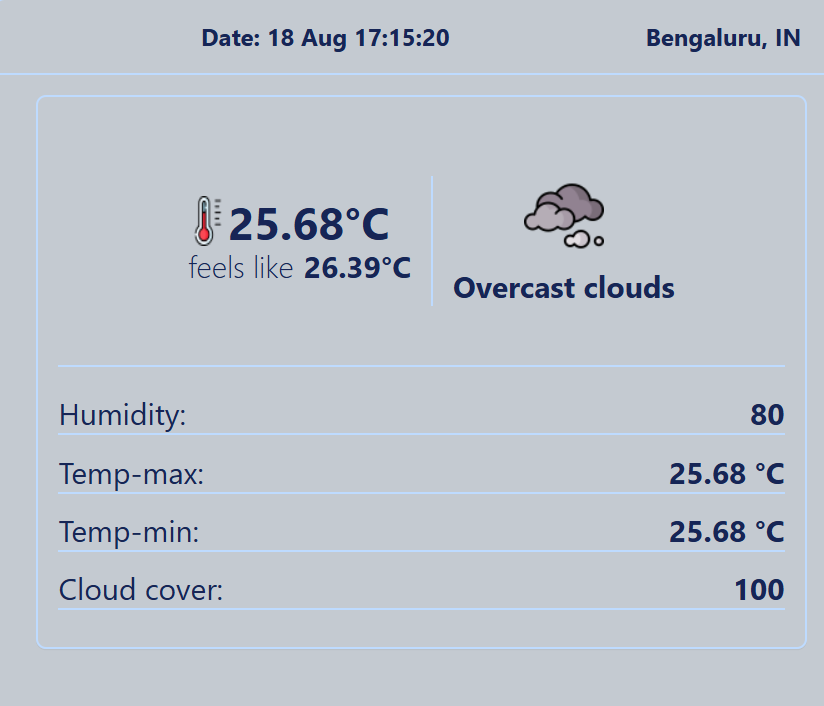 Date: 18 Aug 17:15:20 Bengaluru, IN
25.68°C
feels like 26.39°C
Overcast clouds
Humidity: 80
Temp-max: 25.68 °C
Temp-min: 25.68 °C
Cloud cover: 100